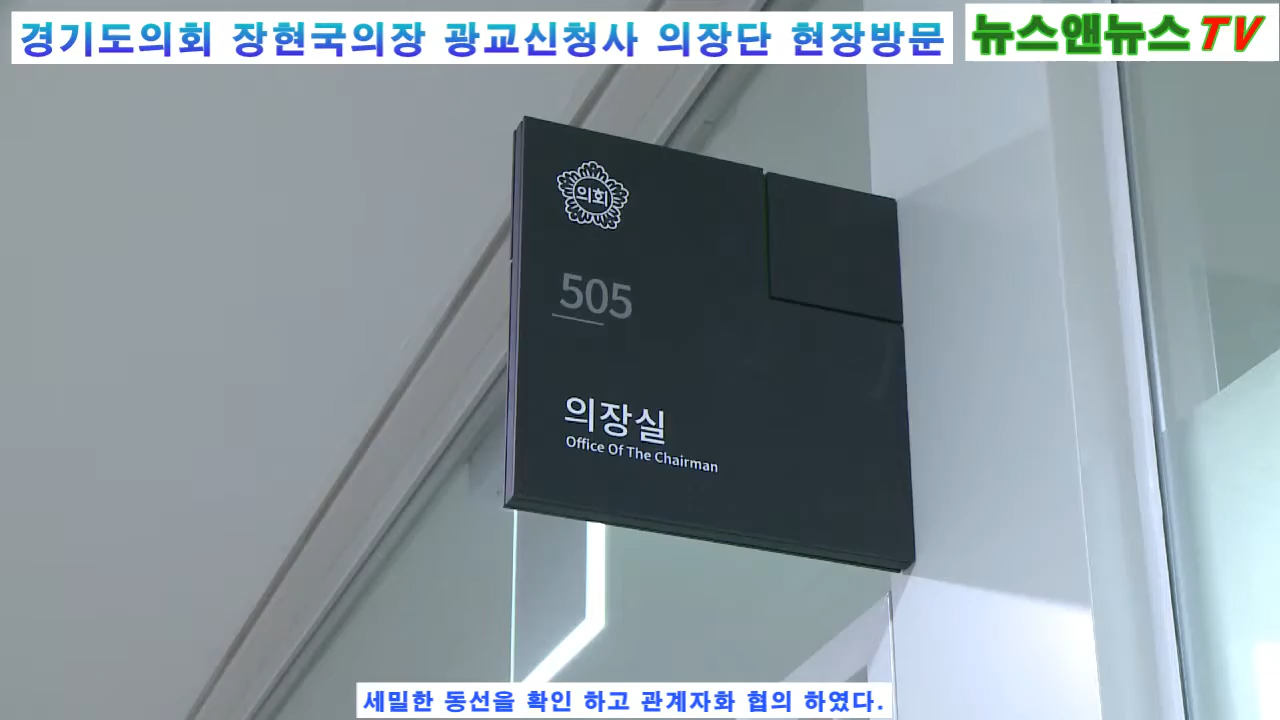 경기도의회 장현국의장 광교신청사 의장단 현장방문
뉴스앤뉴스TV
의회
505
의장실
Office Of The Chairman
세밀한 동선을 확인 하고 관계자화 협의 하였다.